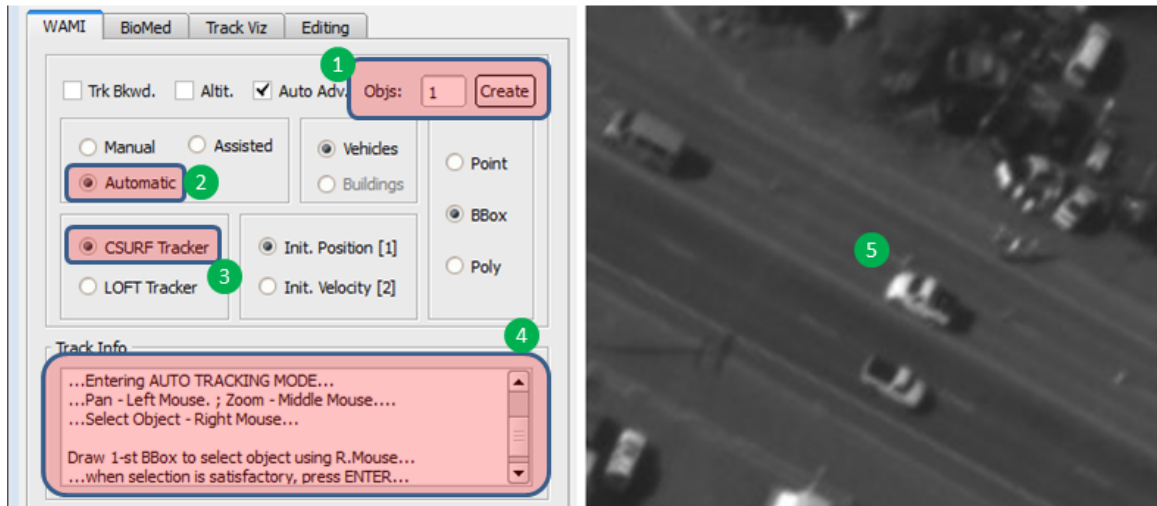 WAMI BioMed Track Viz Editing
1
Trk Bkwd. Altit. Auto Adv. Objs: 1 Create
Manual Assisted Vehicles Point
Automatic 2 Buildings
BBox
CSURF Tracker Init. Position [1]
3 Poly
LOFT Tracker Init. Velocity [2]
4
Track Info
...Entering AUTO TRACKING MODE...
...Pan - Left Mouse. ; Zoom - Middle Mouse....
...Select Object - Right Mouse...
Draw 1-st BBox to select object using R.Mouse...
...when selection is satisfactory, press ENTER...
5